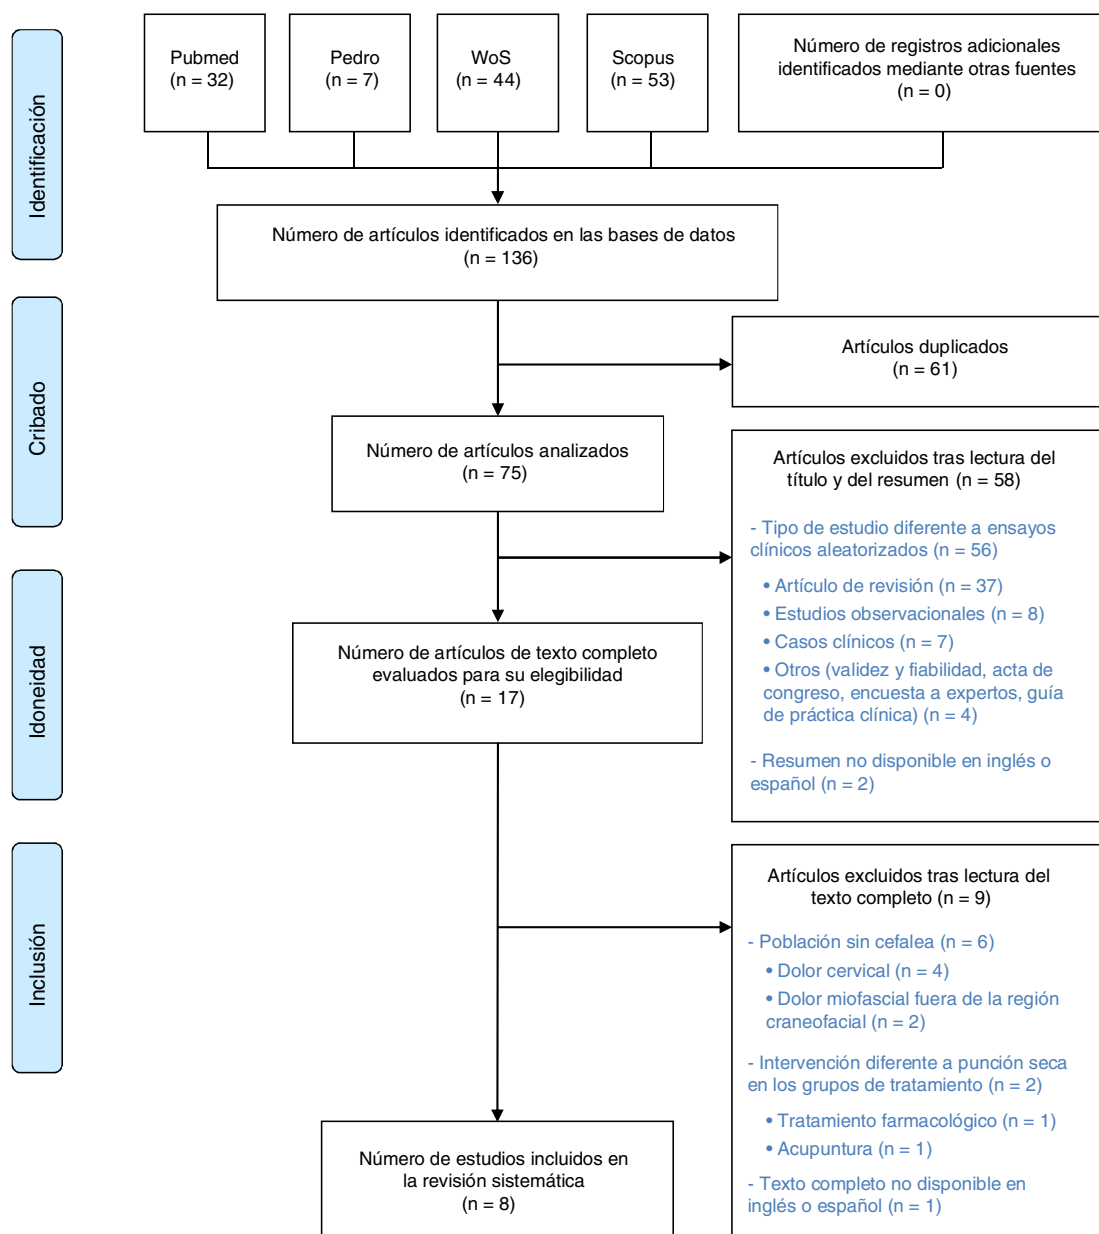 Identificación
Pubmed
(n = 32)
Pedro
(n = 7)
WoS
(n = 44)
Scopus
(n = 53)
Número de registros adicionales
identificados mediante otras fuentes
(n = 0)
Número de artículos identificados en las bases de datos
(n = 136)
Cribado
Artículos duplicados
(n = 61)
Número de artículos analizados
(n = 75)
Artículos excluidos tras lectura del
título y del resumen (n = 58)
- Tipo de estudio diferente a ensayos
clínicos aleatorizados (n = 56)
• Artículo de revisión (n = 37)
• Estudios observacionales (n = 8)
• Casos clínicos (n = 7)
• Otros (validez y fiabilidad, acta de
congreso, encuesta a expertos, guía
de práctica clínica) (n = 4)
- Resumen no disponible en inglés o
español (n = 2)
Idoneidad
Número de artículos de texto completo
evaluados para su elegibilidad
(n = 17)
Inclusión
Artículos excluidos tras lectura del
texto completo (n = 9)
- Población sin cefalea (n = 6)
• Dolor cervical (n = 4)
• Dolor miofascial fuera de la región
craneofacial (n = 2)
- Intervención diferente a punción seca
en los grupos de tratamiento (n = 2)
• Tratamiento farmacológico (n = 1)
• Acupuntura (n = 1)
- Texto completo no disponible en
inglés o español (n = 1)
Número de estudios incluidos en
la revisión sistemática
(n = 8)